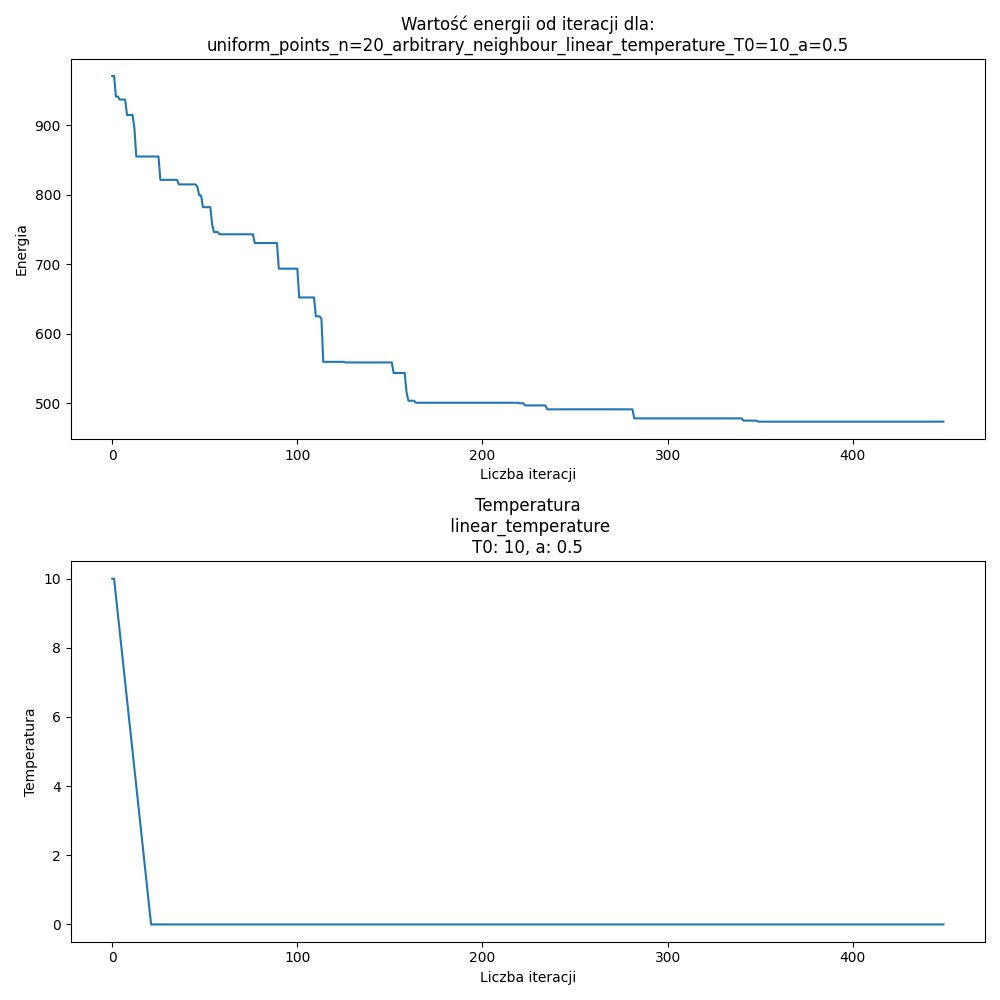 Wartość energii od iteracji dla:
uniform_points_n=20_arbitrary_neighbour_linear_temperature_T0=10_a=0.5
900
800
700
600
500
Energia
0 100 200 300 400
Liczba iteracji
Temperatura
linear_temperature
T0: 10, a: 0.5
10
8
6
4
2
0
Temperatura
0 100 200 300 400
Liczba iteracji